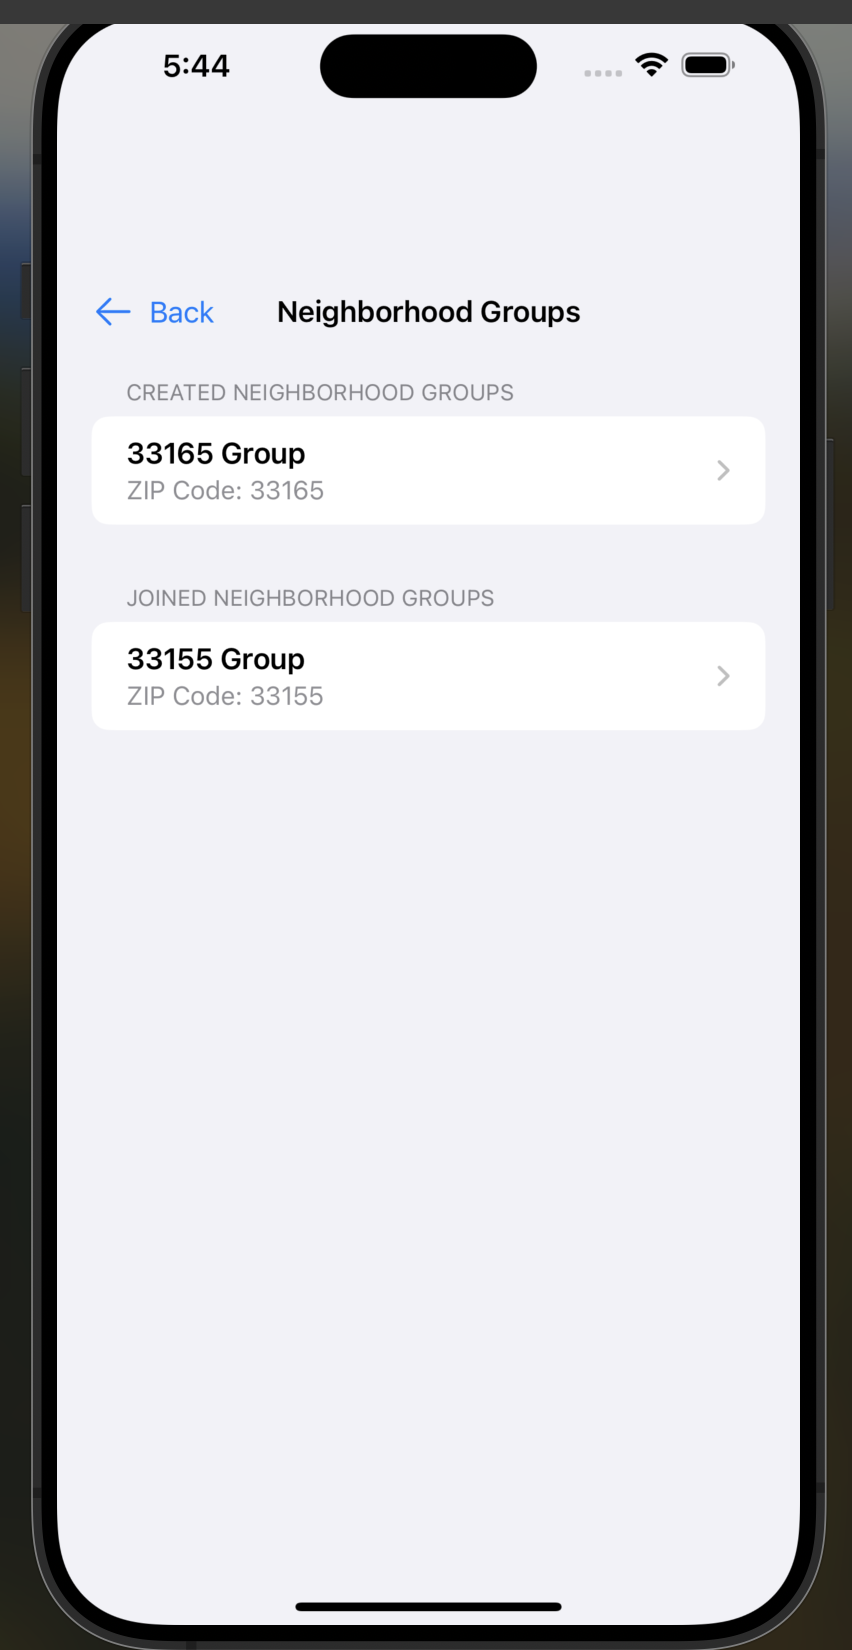 5:44
Back
Neighborhood Groups
CREATED NEIGHBORHOOD GROUPS
33165 Group
ZIP Code: 33165
JOINED NEIGHBORHOOD GROUPS
33155 Group
ZIP Code: 33155